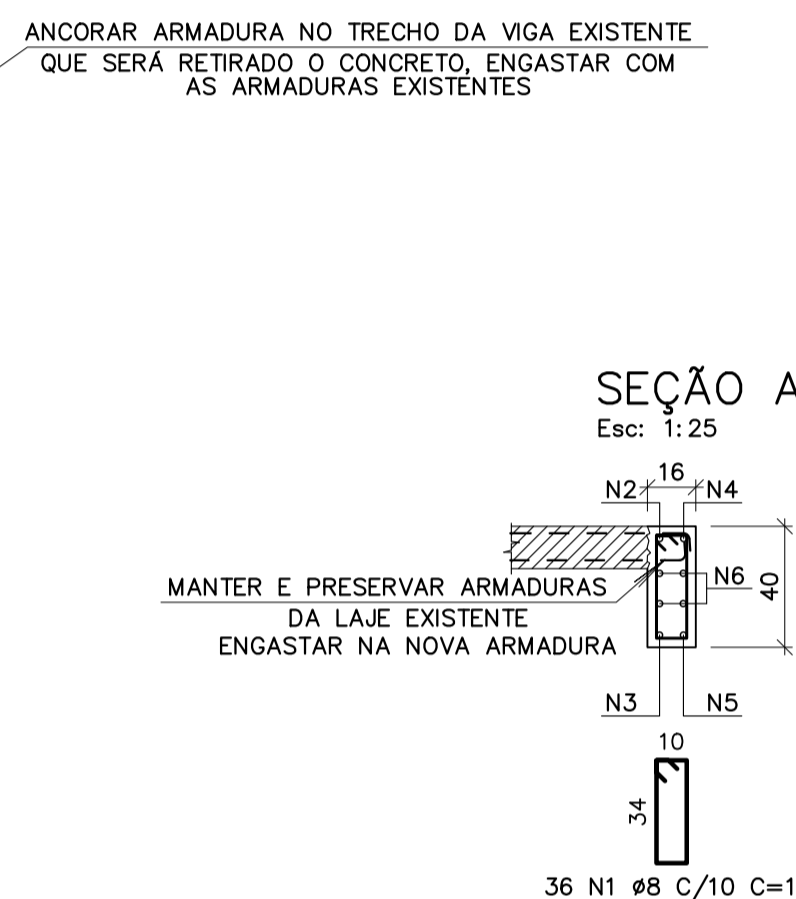 ANCORAR ARMADURA NO TRECHO DA VIGA EXISTENTE
QUE SERÁ RETIRADO O CONCRETO, ENGASTAR COM
AS ARMADURAS EXISTENTES
SEÇÃO A
Esc: 1:25
16
N2
N4
N6
40
MANTER E PRESERVAR ARMADURAS
DA LAJE EXISTENTE
ENGASTAR NA NOVA ARMADURA
N3
N5
10
34
36 N1 ø8 C/10 C=1